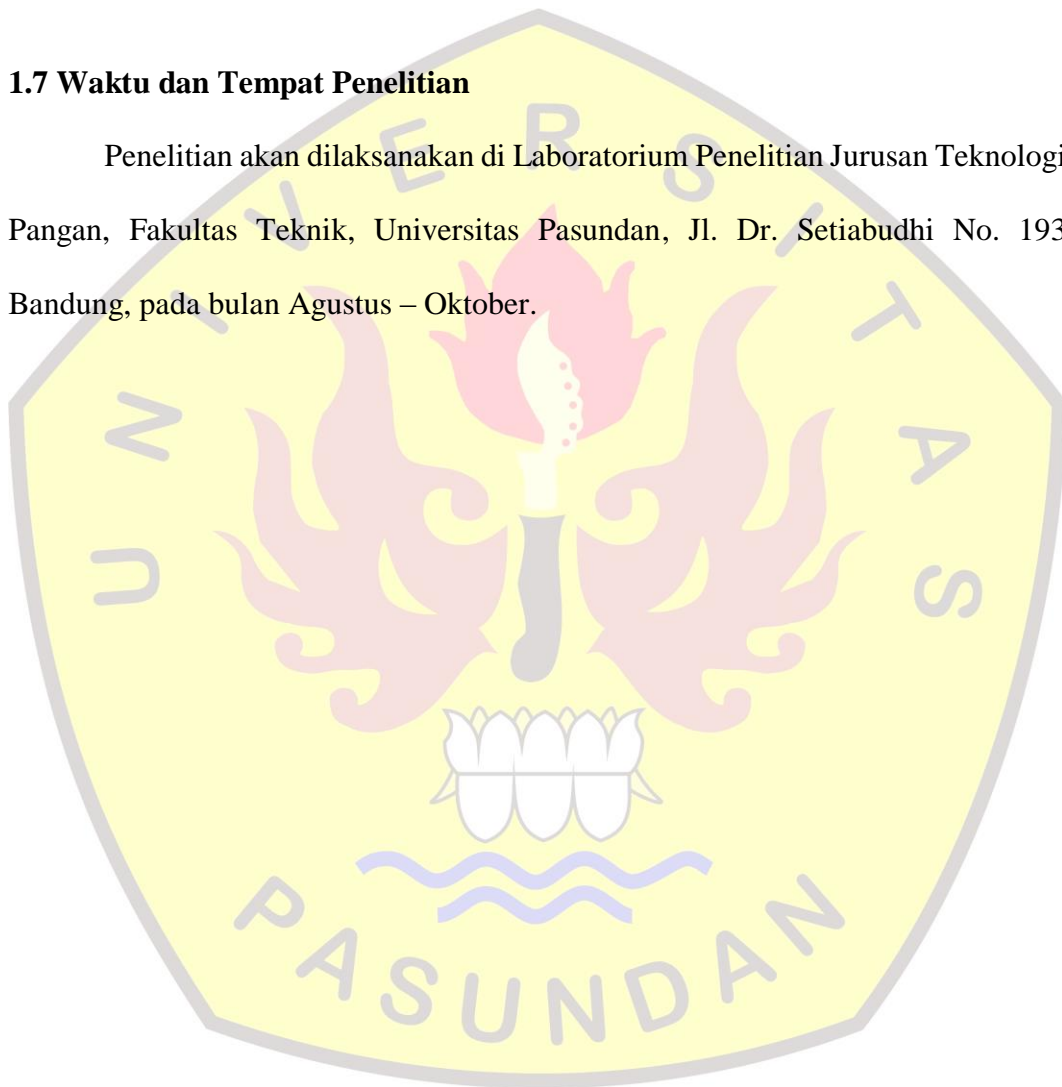 1.7 Waktu dan Tempat Penelitian
Penelitian akan dilaksanakan di Laboratorium Penelitian Jurusan Teknologi
Pangan, Fakultas Teknik, Universitas Pasundan, Jl. Dr. Setiabudhi No. 193
Bandung, pada bulan Agustus – Oktober.
UNIVERSITAS
PASUNDAN